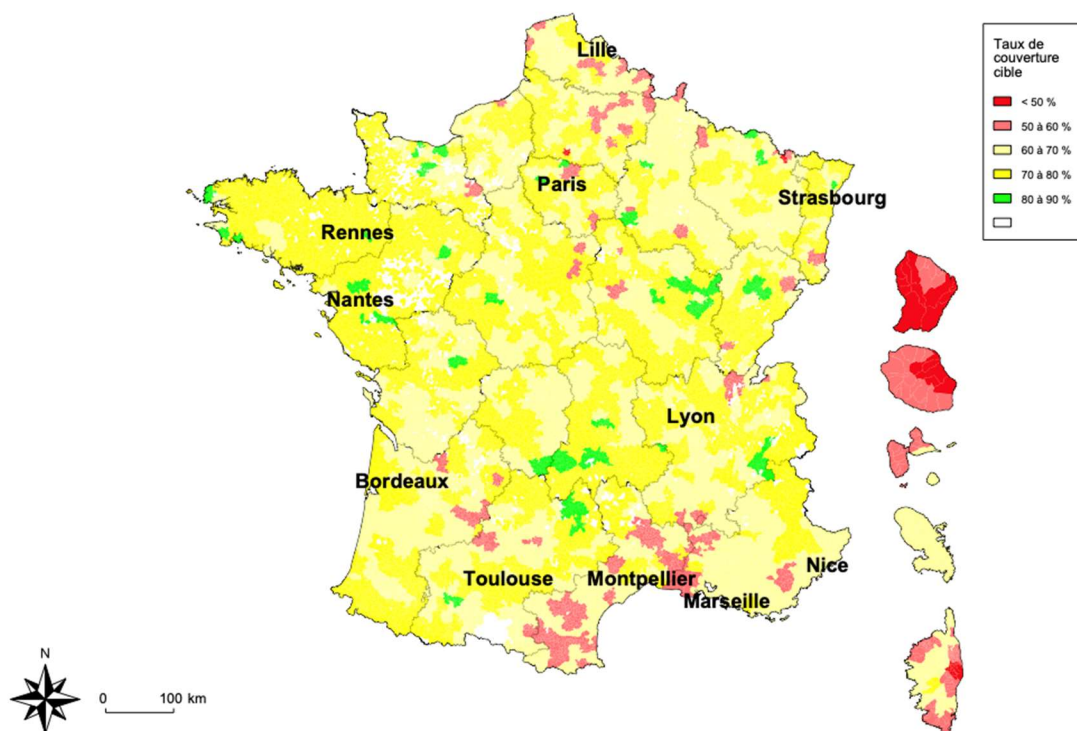 Lille
Taux de
couverture
cible
< 50 %
50 à 60 %
60 à 70 %
70 à 80 %
80 à 90 %
Paris
Strasbourg
Rennes
Nantes
Lyon
Bordeaux
Nice
Toulouse
Montpellier
Marseille
N
0 100 km